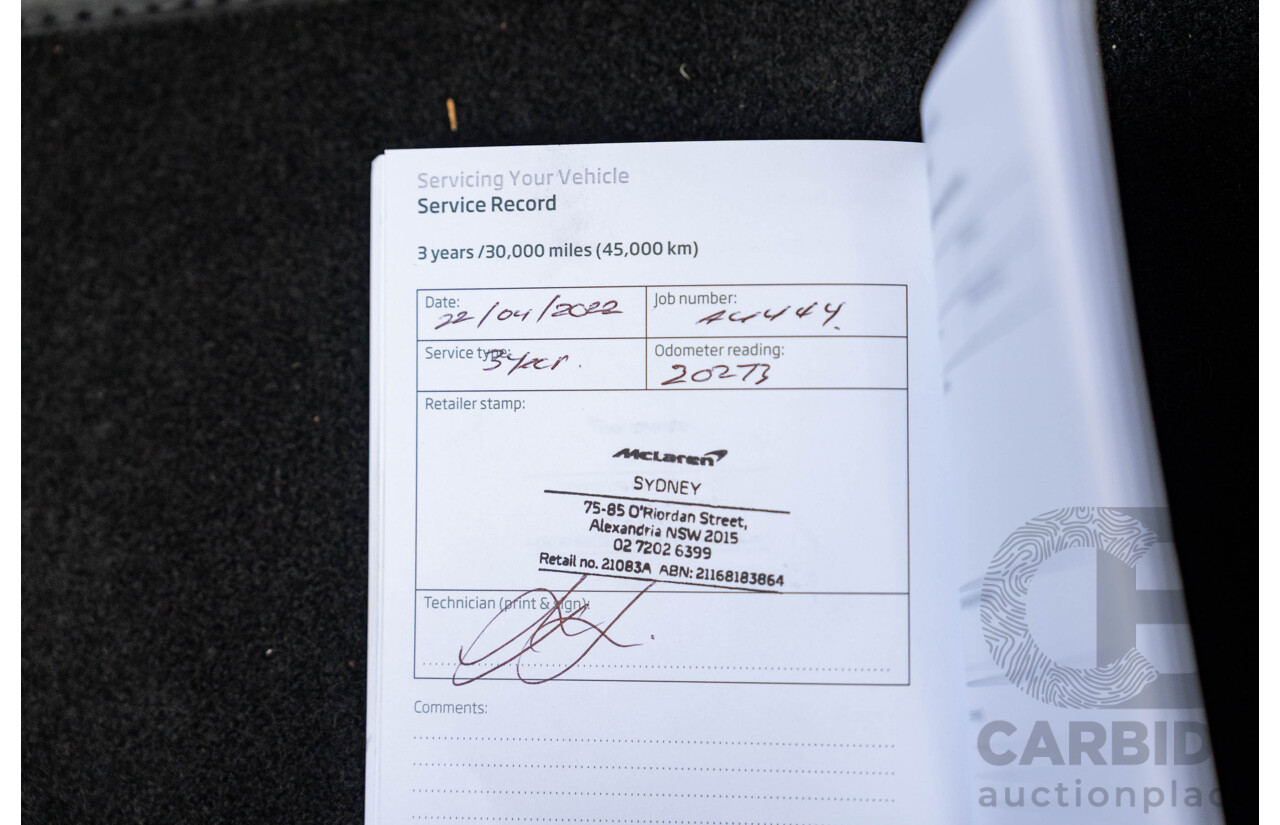 Servicing Your Vehicle
Service Record
3 years /30,000 miles (45,000 km)
Date:
22/04/2022
Job number:
Service type:
3 year.
Odometer reading:
20273
Retailer stamp:
McLaren
SYDNEY
75-85 O'Riordan Street,
Alexandria NSW 2015
02 7202 6399
Retail no. 21083A ABN: 21168183864
Technician (print & sign):
Comments:
CARBID
auctionplac